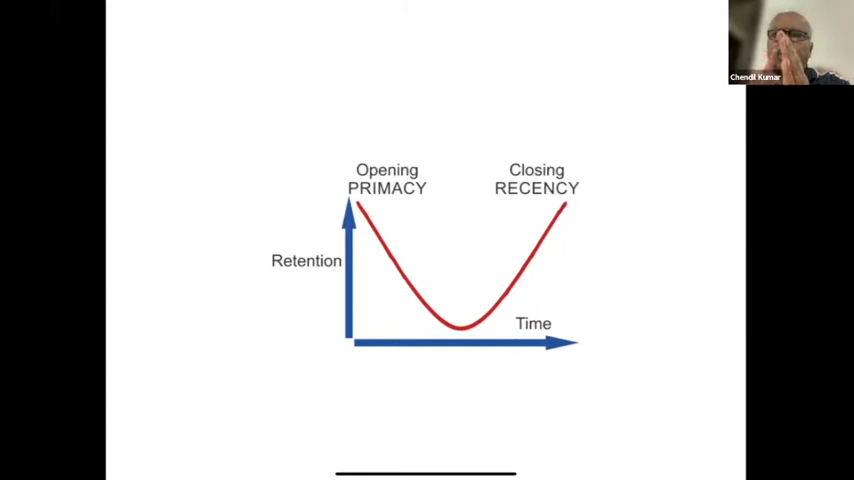 Chendil Kumar
Opening
PRIMACY
Closing
RECENCY
Retention
Time